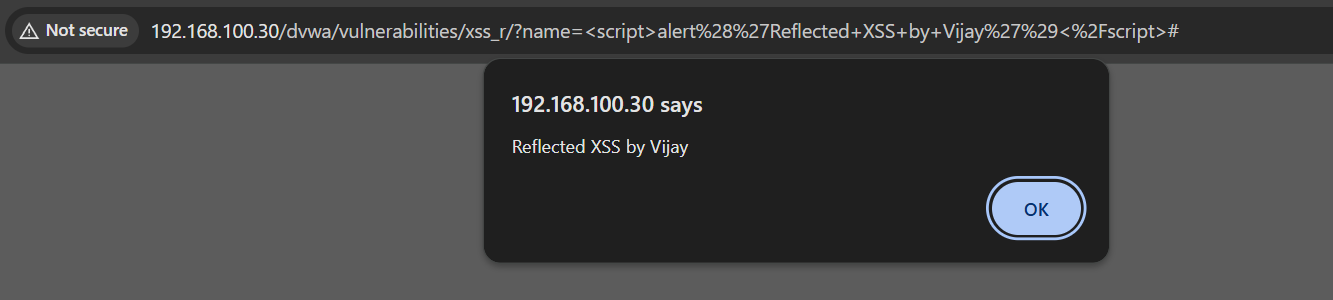 Not secure 192.168.100.30/dvwa/vulnerabilities/xss_r/?name=<script>alert%28%27Reflected+XSS+by+Vijay%27%29<%2Fscript>#
192.168.100.30 says
Reflected XSS by Vijay
OK